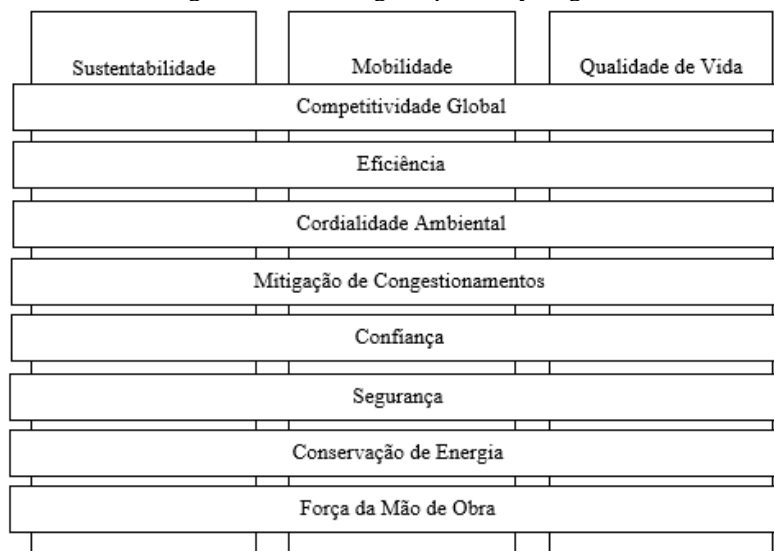 Sustentabilidade Mobilidade Qualidade de Vida
Competitividade Global
Eficiência
Cordialidade Ambiental
Mitigação de Congestionamentos
Confiança
Segurança
Conservação de Energia
Força da Mão de Obra